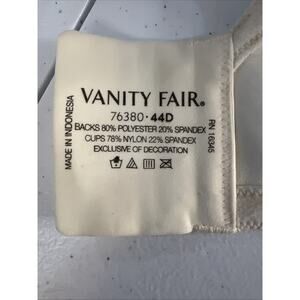 VANITY FAIR®
76380 · 44D
BACKS 80% POLYESTER 20% SPANDEX
CUPS 78% NYLON 22% SPANDEX
EXCLUSIVE OF DECORATION
MADE IN INDONESIA
RN 16345